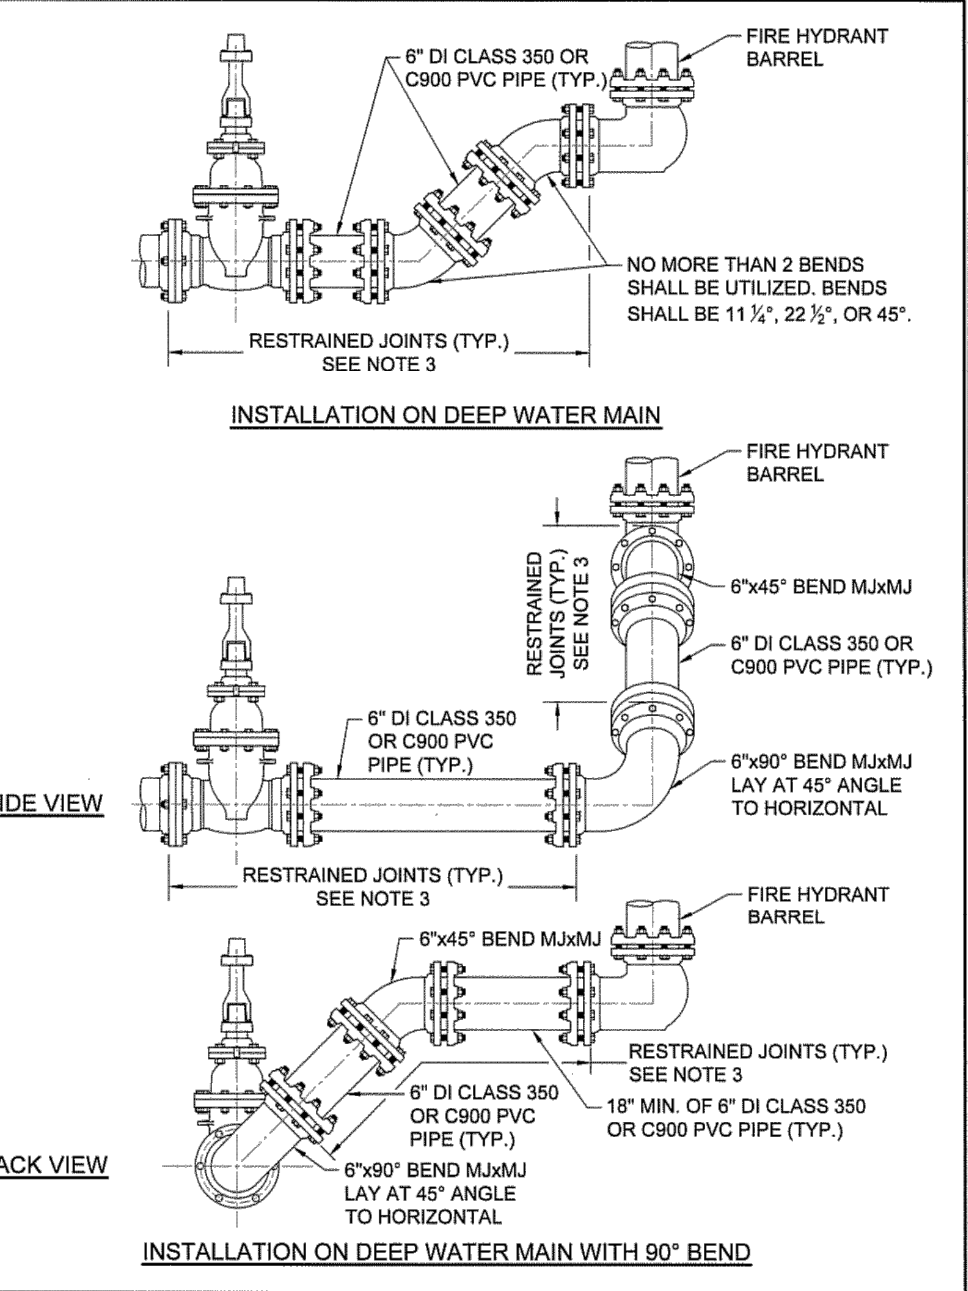 FIRE HYDRANT
BARREL
6" DI CLASS 350 OR
C900 PVC PIPE (TYP.)
NO MORE THAN 2 BENDS
SHALL BE UTILIZED. BENDS
SHALL BE 11 ¼°, 22 ½°, OR 45°.
RESTRAINED JOINTS (TYP.)
SEE NOTE 3
INSTALLATION ON DEEP WATER MAIN
FIRE HYDRANT
BARREL
RESTRAINED
JOINTS (TYP.)
SEE NOTE 3
6"x45° BEND MJxMJ
6" DI CLASS 350 OR
C900 PVC PIPE (TYP.)
6" DI CLASS 350
OR C900 PVC
PIPE (TYP.)
6"x90° BEND MJxMJ
LAY AT 45° ANGLE
TO HORIZONTAL
IDE VIEW
RESTRAINED JOINTS (TYP.)
SEE NOTE 3
FIRE HYDRANT
BARREL
6"x45° BEND MJxMJ
RESTRAINED JOINTS (TYP.)
SEE NOTE 3
6" DI CLASS 350
OR C900 PVC
PIPE (TYP.)
18" MIN. OF 6" DI CLASS 350
OR C900 PVC PIPE (TYP.)
ACK VIEW
6"x90° BEND MJxMJ
LAY AT 45° ANGLE
TO HORIZONTAL
INSTALLATION ON DEEP WATER MAIN WITH 90° BEND